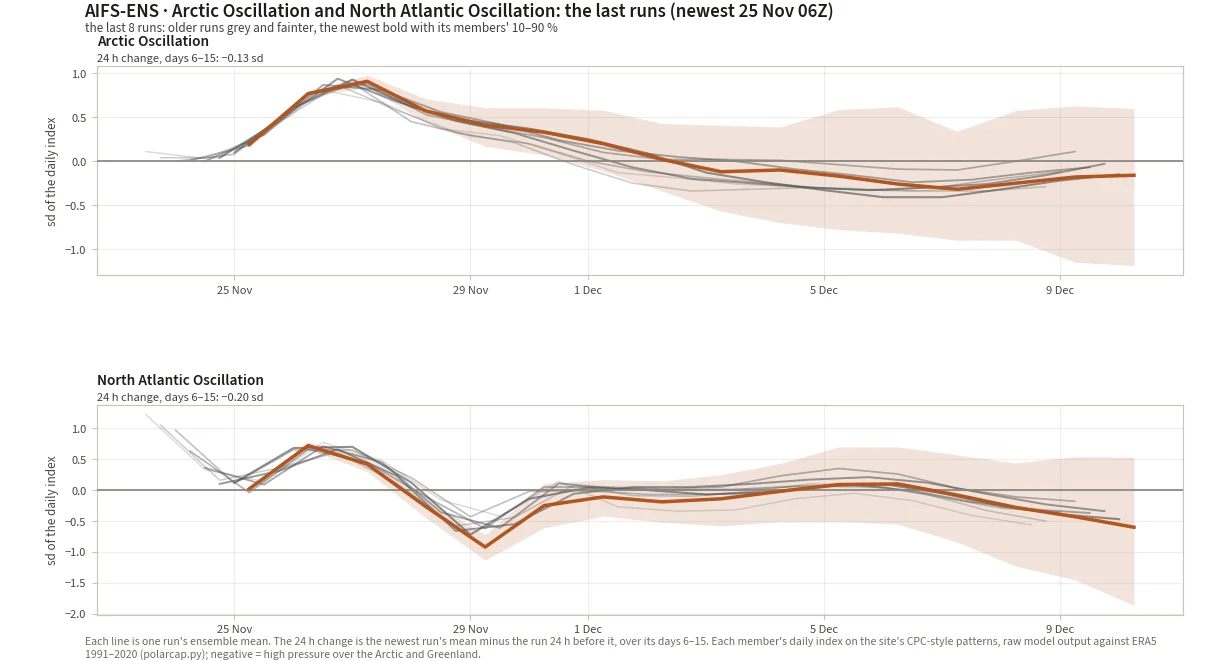 AIFS-ENS · Arctic Oscillation and North Atlantic Oscillation: the last runs (newest 25 Nov 06Z)
the last 8 runs: older runs grey and fainter, the newest bold with its members' 10–90 %
Arctic Oscillation
24 h change, days 6–15: −0.13 sd
sd of the daily index
1.0
0.5
0.0
−0.5
−1.0
25 Nov
29 Nov
1 Dec
5 Dec
9 Dec
North Atlantic Oscillation
24 h change, days 6–15: −0.20 sd
sd of the daily index
1.0
0.5
0.0
−0.5
−1.0
−1.5
−2.0
25 Nov
29 Nov
1 Dec
5 Dec
9 Dec
Each line is one run's ensemble mean. The 24 h change is the newest run's mean minus the run 24 h before it, over its days 6–15. Each member's daily index on the site's CPC-style patterns, raw model output against ERA5
1991–2020 (polarcap.py); negative = high pressure over the Arctic and Greenland.